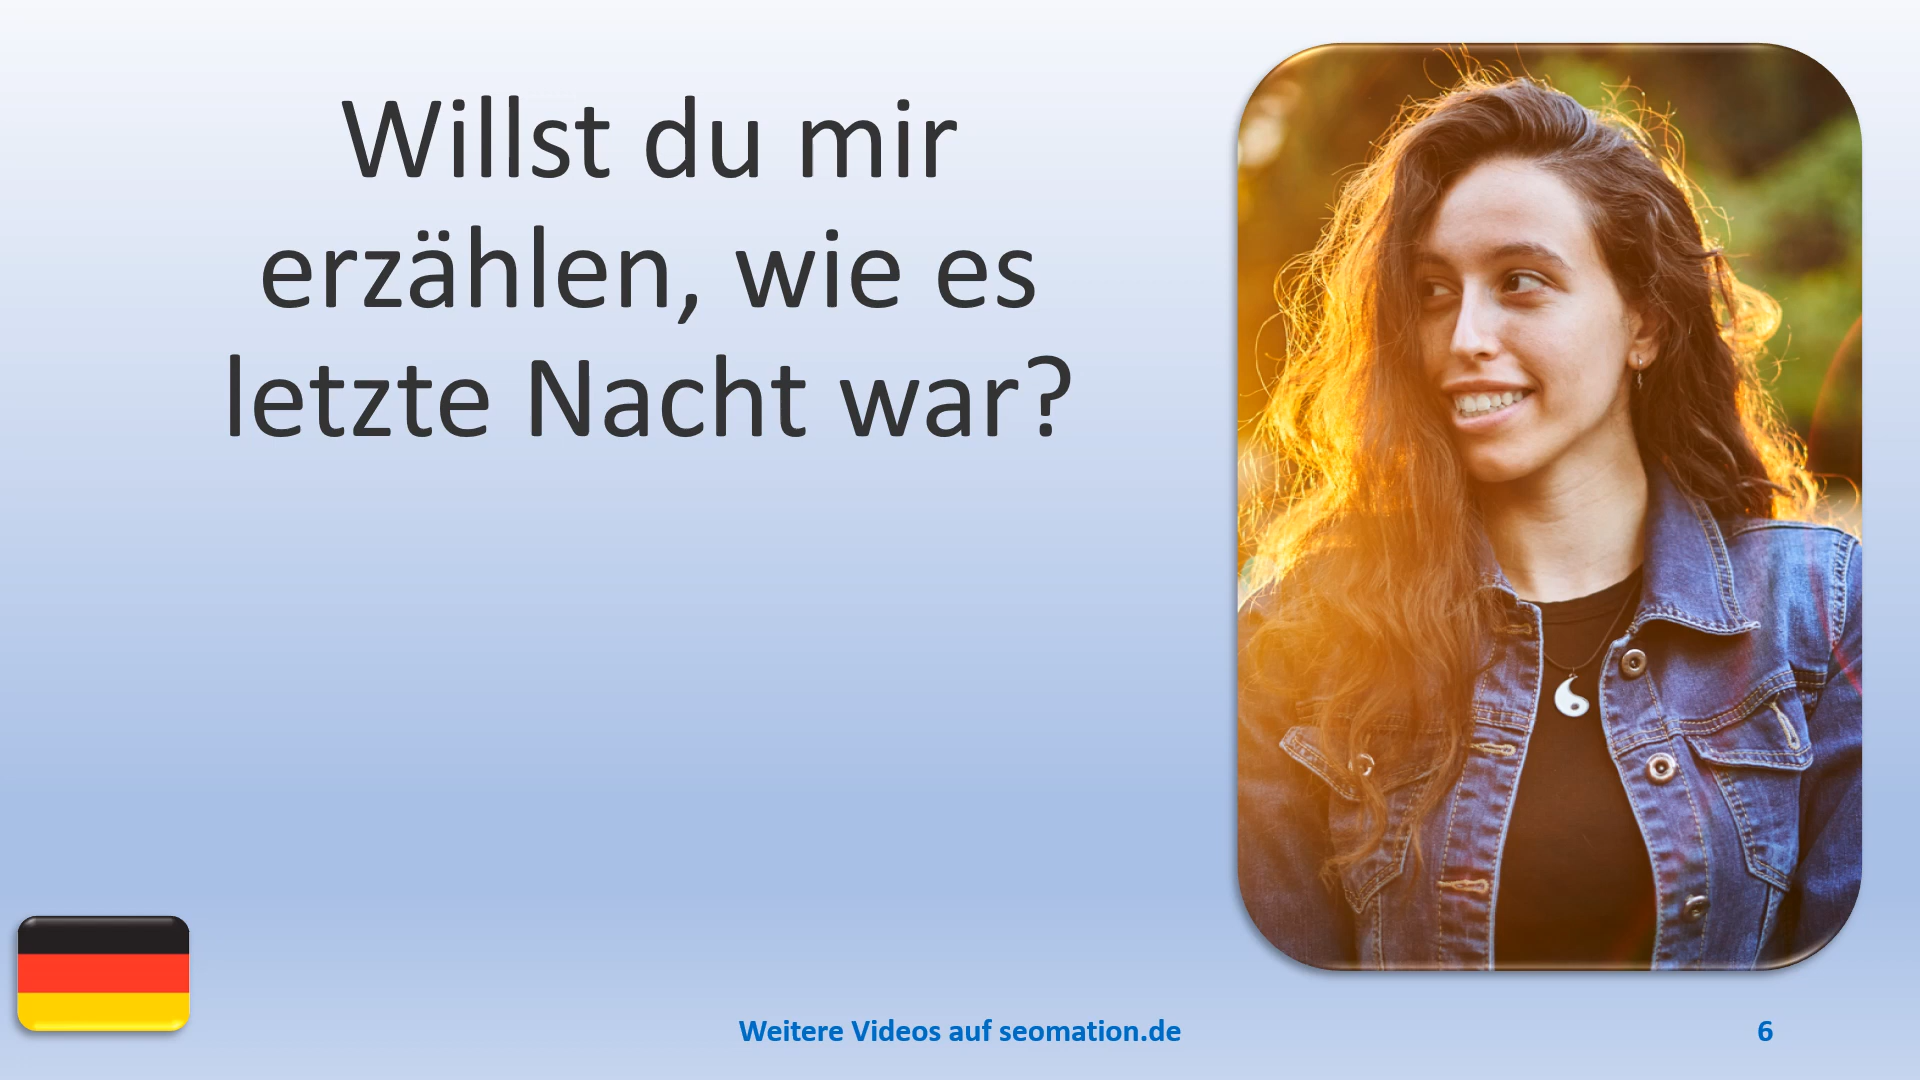 Willst du mir
erzählen, wie es
letzte Nacht war?
Weitere Videos auf seomation.de
6